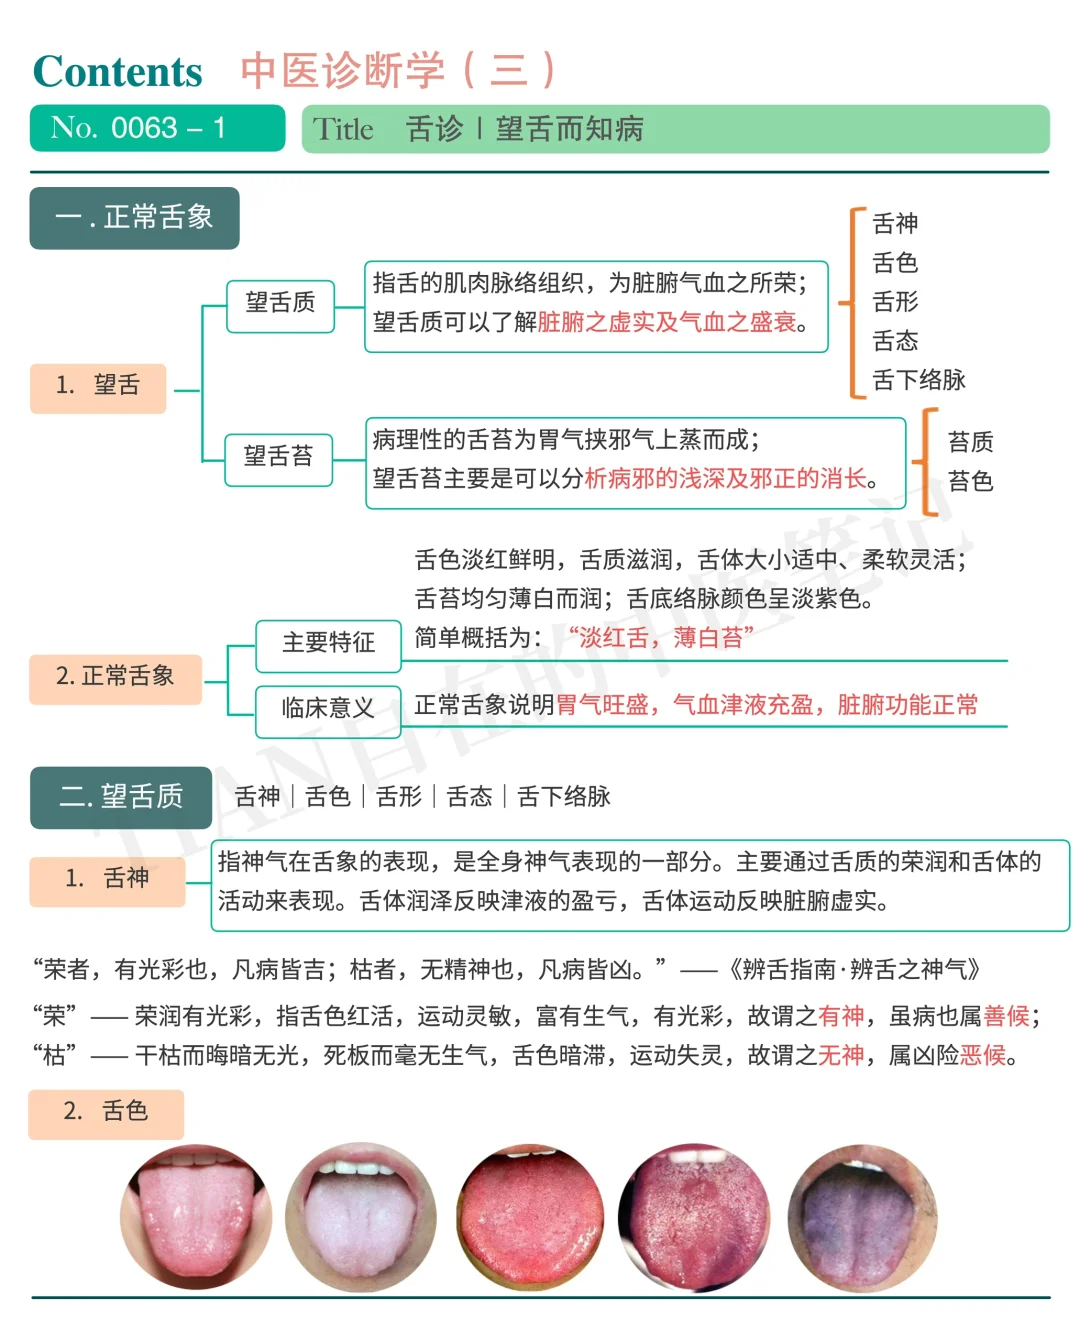 Contents 中医诊断学（三）
No. 0063 – 1
Title 舌诊 | 望舌而知病
一 . 正常舌象
1. 望舌
望舌质
指舌的肌肉脉络组织，为脏腑气血之所荣；
望舌质可以了解脏腑之虚实及气血之盛衰。
舌神
舌色
舌形
舌态
舌下络脉
望舌苔
病理性的舌苔为胃气挟邪气上蒸而成；
望舌苔主要是可以分析病邪的浅深及邪正的消长。
苔质
苔色
2. 正常舌象
主要特征
舌色淡红鲜明，舌质滋润，舌体大小适中、柔软灵活；
舌苔均匀薄白而润；舌底络脉颜色呈淡紫色。
简单概括为：“淡红舌，薄白苔”
临床意义
正常舌象说明胃气旺盛，气血津液充盈，脏腑功能正常
二. 望舌质
舌神｜舌色｜舌形｜舌态｜舌下络脉
1. 舌神
指神气在舌象的表现，是全身神气表现的一部分。主要通过舌质的荣润和舌体的
活动来表现。舌体润泽反映津液的盈亏，舌体运动反映脏腑虚实。
“荣者，有光彩也，凡病皆吉；枯者，无精神也，凡病皆凶。”——《辨舌指南·辨舌之神气》
“荣”—— 荣润有光彩，指舌色红活，运动灵敏，富有生气，有光彩，故谓之有神，虽病也属善候；
“枯”—— 干枯而晦暗无光，死板而毫无生气，舌色暗滞，运动失灵，故谓之无神，属凶险恶候。
2. 舌色
TIAN自在的中医笔记